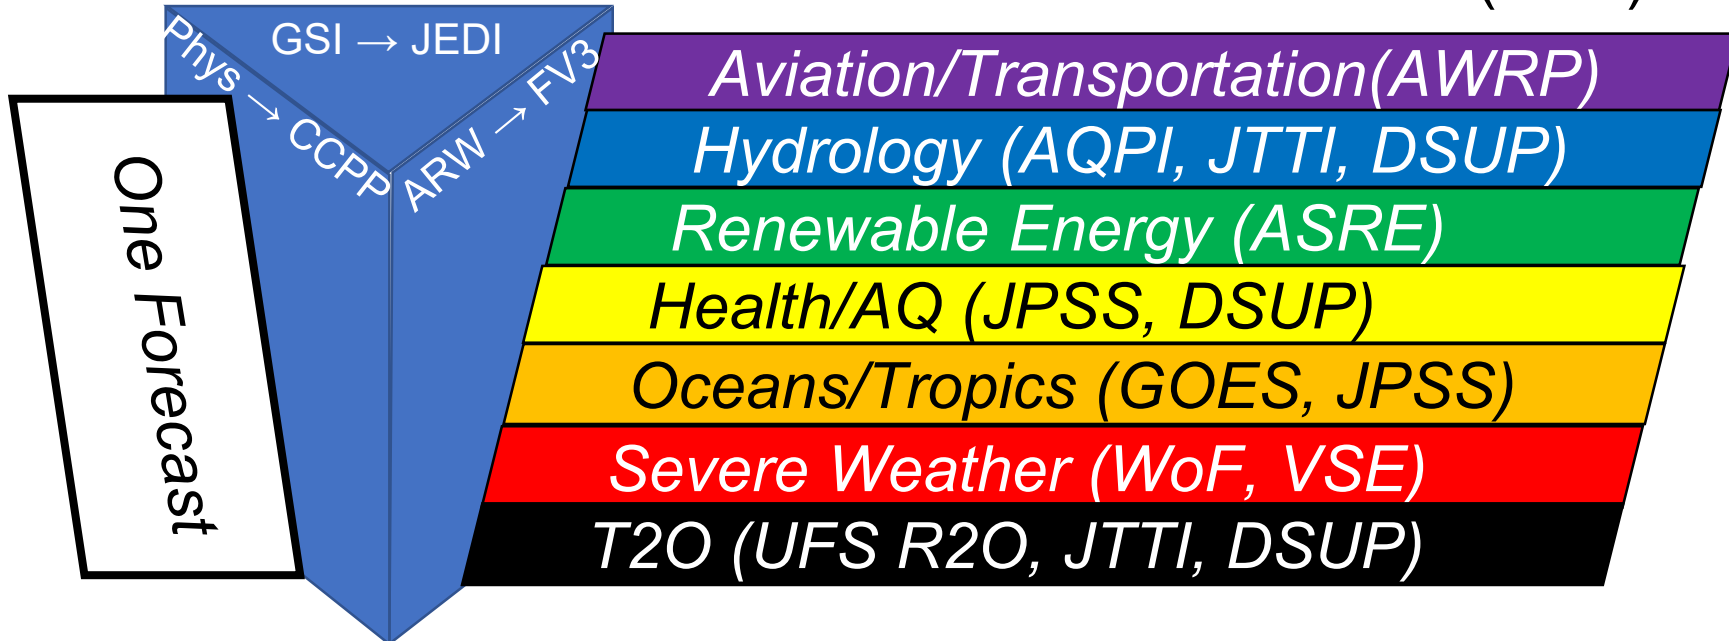 GSI → JEDI
Phys → CCPP
ARW → FV3
One Forecast
Aviation/Transportation(AWRP)
Hydrology (AQPI, JTTI, DSUP)
Renewable Energy (ASRE)
Health/AQ (JPSS, DSUP)
Oceans/Tropics (GOES, JPSS)
Severe Weather (WoF, VSE)
T2O (UFS R2O, JTTI, DSUP)